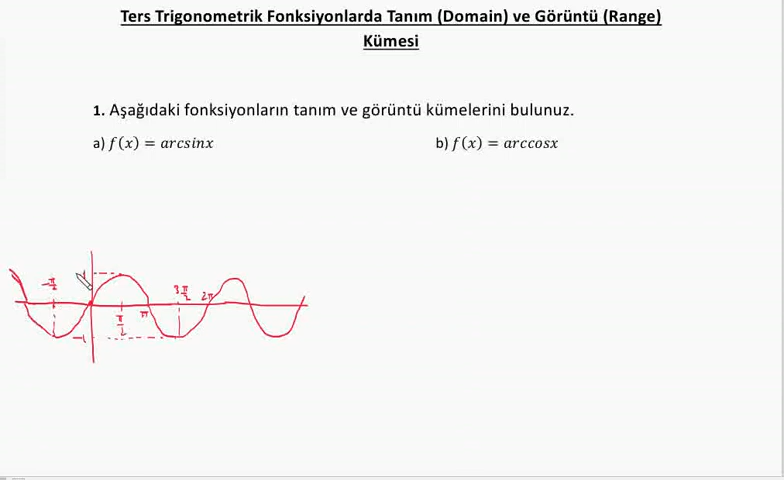 Ters Trigonometrik Fonksiyonlarda Tanım (Domain) ve Görüntü (Range)
Kümesi
1. Aşağıdaki fonksiyonların tanım ve görüntü kümelerini bulunuz.
a) f(x) = arcsinx
b) f(x) = arccosx
1
-π/2
3π/2
2π
π/2
π
-1